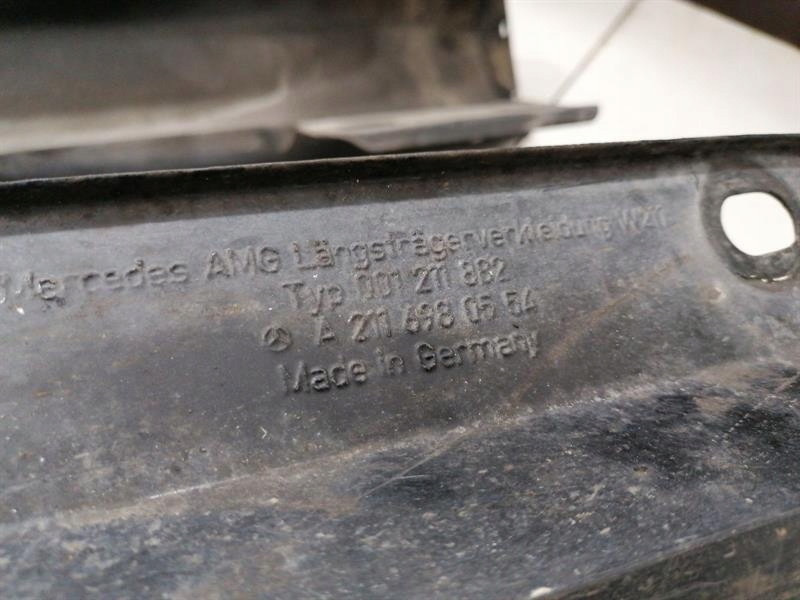 Mercedes AMG Längsträgerverkleidung W211
Typ 001 211 882
A 211 698 05 54
Made in Germany